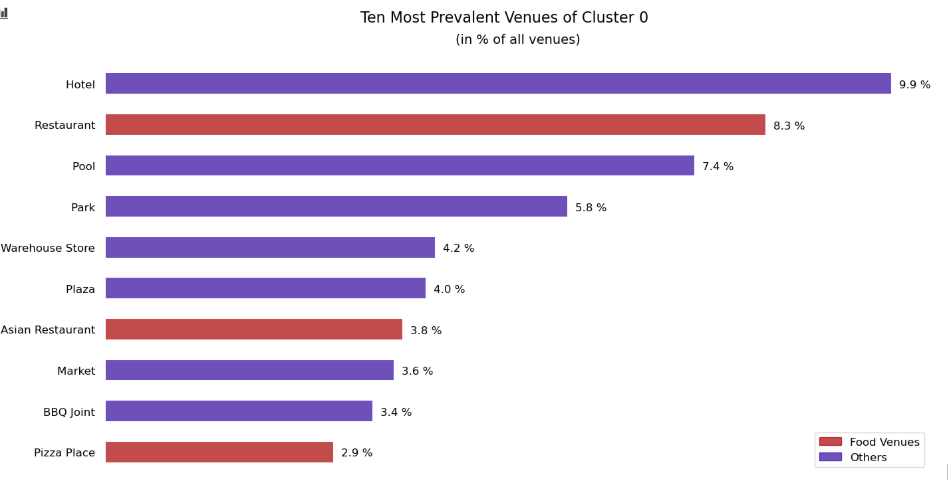 Ten Most Prevalent Venues of Cluster 0
(in % of all venues)
Hotel 9.9 %
Restaurant 8.3 %
Pool 7.4 %
Park 5.8 %
Warehouse Store 4.2 %
Plaza 4.0 %
Asian Restaurant 3.8 %
Market 3.6 %
BBQ Joint 3.4 %
Pizza Place 2.9 %
Food Venues
Others